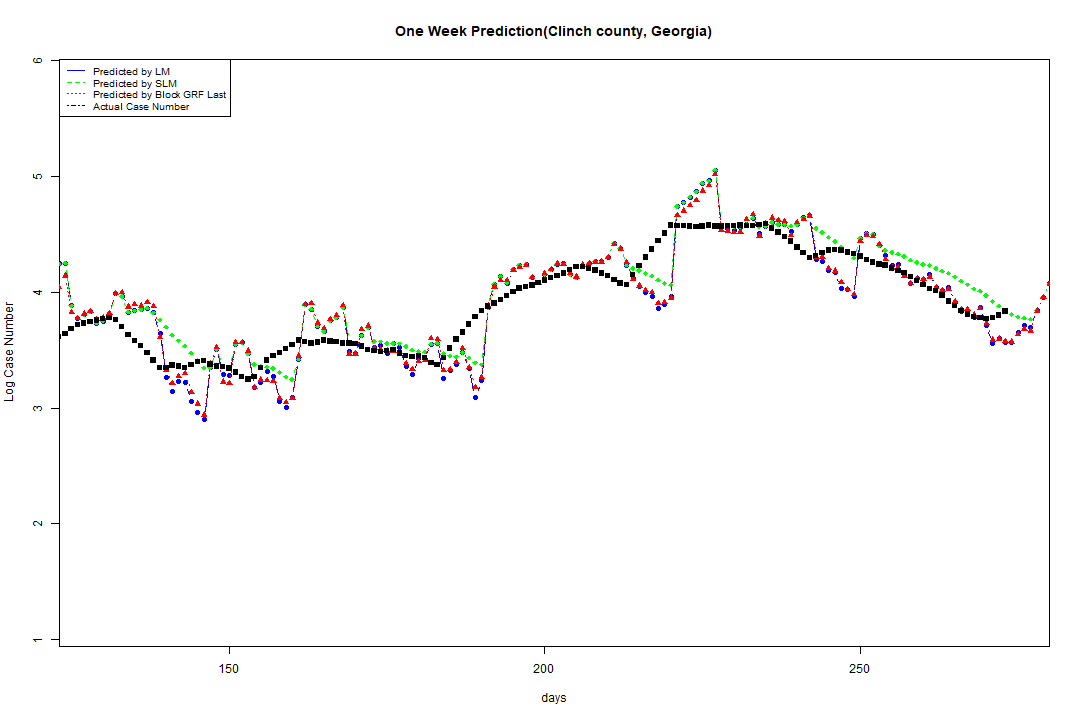 One Week Prediction(Clinch county, Georgia)
Predicted by LM
Predicted by SLM
Predicted by Block GRF Last
Actual Case Number
Log Case Number
6
5
4
3
2
1
150
200
250
days